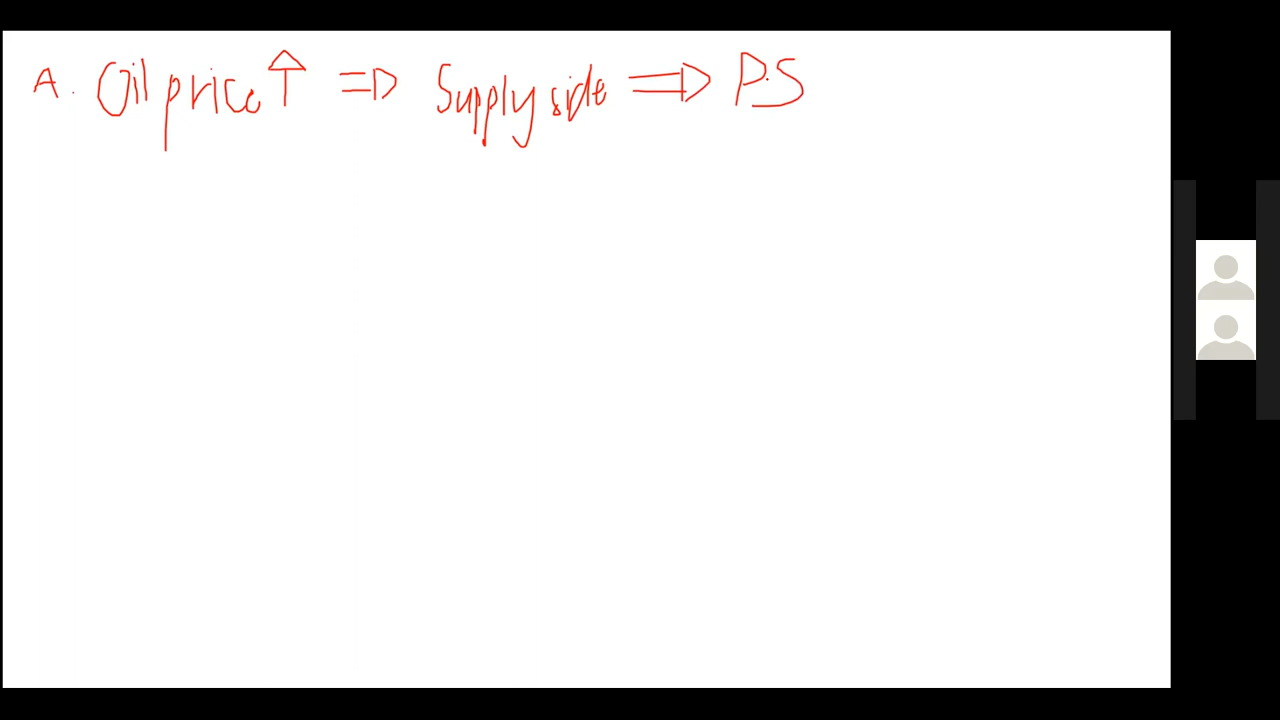 A. Oil price ↑ ⇒ Supply side ⇒ P.S